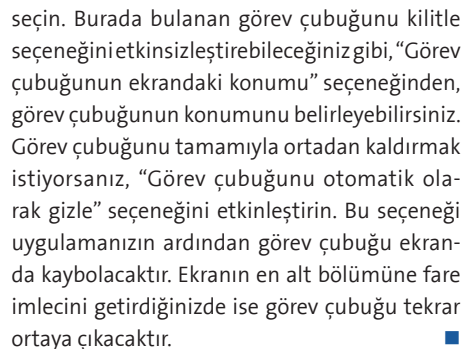 seçin. Burada bulanan görev çubuğunu kilitle
seçeneğini etkinsizleştirebileceğiniz gibi, “Görev
çubuğunun ekrandaki konumu” seçeneğinden,
görev çubuğunun konumunu belirleyebilirsiniz.
Görev çubuğunu tamamıyla ortadan kaldırmak
istiyorsanız, “Görev çubuğunu otomatik ola-
rak gizle” seçeneğini etkinleştirin. Bu seçeneği
uygulamanızın ardından görev çubuğu ekran-
da kaybolacaktır. Ekranın en alt bölümüne fare
imlecini getirdiğinizde ise görev çubuğu tekrar
ortaya çıkacaktır.